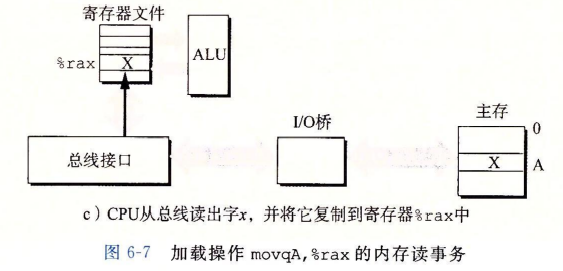 寄存器文件
%rax
X
ALU
总线接口
I/O桥
主存
0
X
A
c）CPU从总线读出字x，并将它复制到寄存器%rax中
图 6-7 加载操作 movqA,%rax 的内存读事务